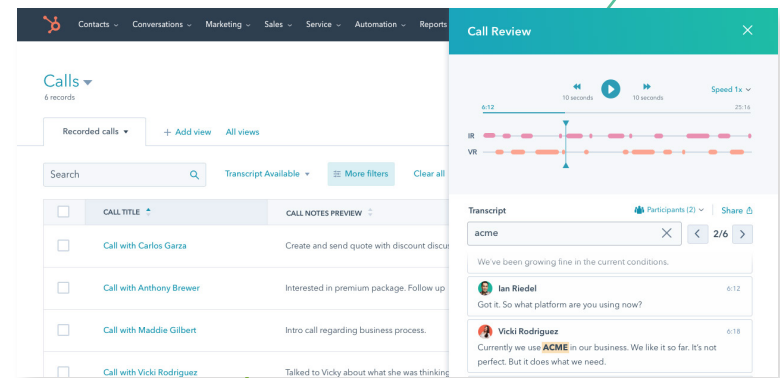 Contacts Conversations Marketing Sales Service Automation Reports
Calls
6 records
Recorded calls + Add view All views
Search Transcript Available More filters Clear all
CALL TITLE CALL NOTES PREVIEW
Call with Carlos Garza Create and send quote with discount discu
Call with Anthony Brewer Interested in premium package. Follow up
Call with Maddie Gilbert Intro call regarding business process.
Call with Vicki Rodriguez Talked to Vicky about what she was thinking
Call Review
10 seconds 10 seconds Speed 1x
6:12 25:16
IR
VR
Transcript Participants (2) Share
acme 2/6
We've been growing fine in the current conditions.
Ian Riedel 6:12
Got it. So what platform are you using now?
Vicki Rodriguez 6:18
Currently we use ACME in our business. We like it so far. It's not
perfect. But it does what we need.